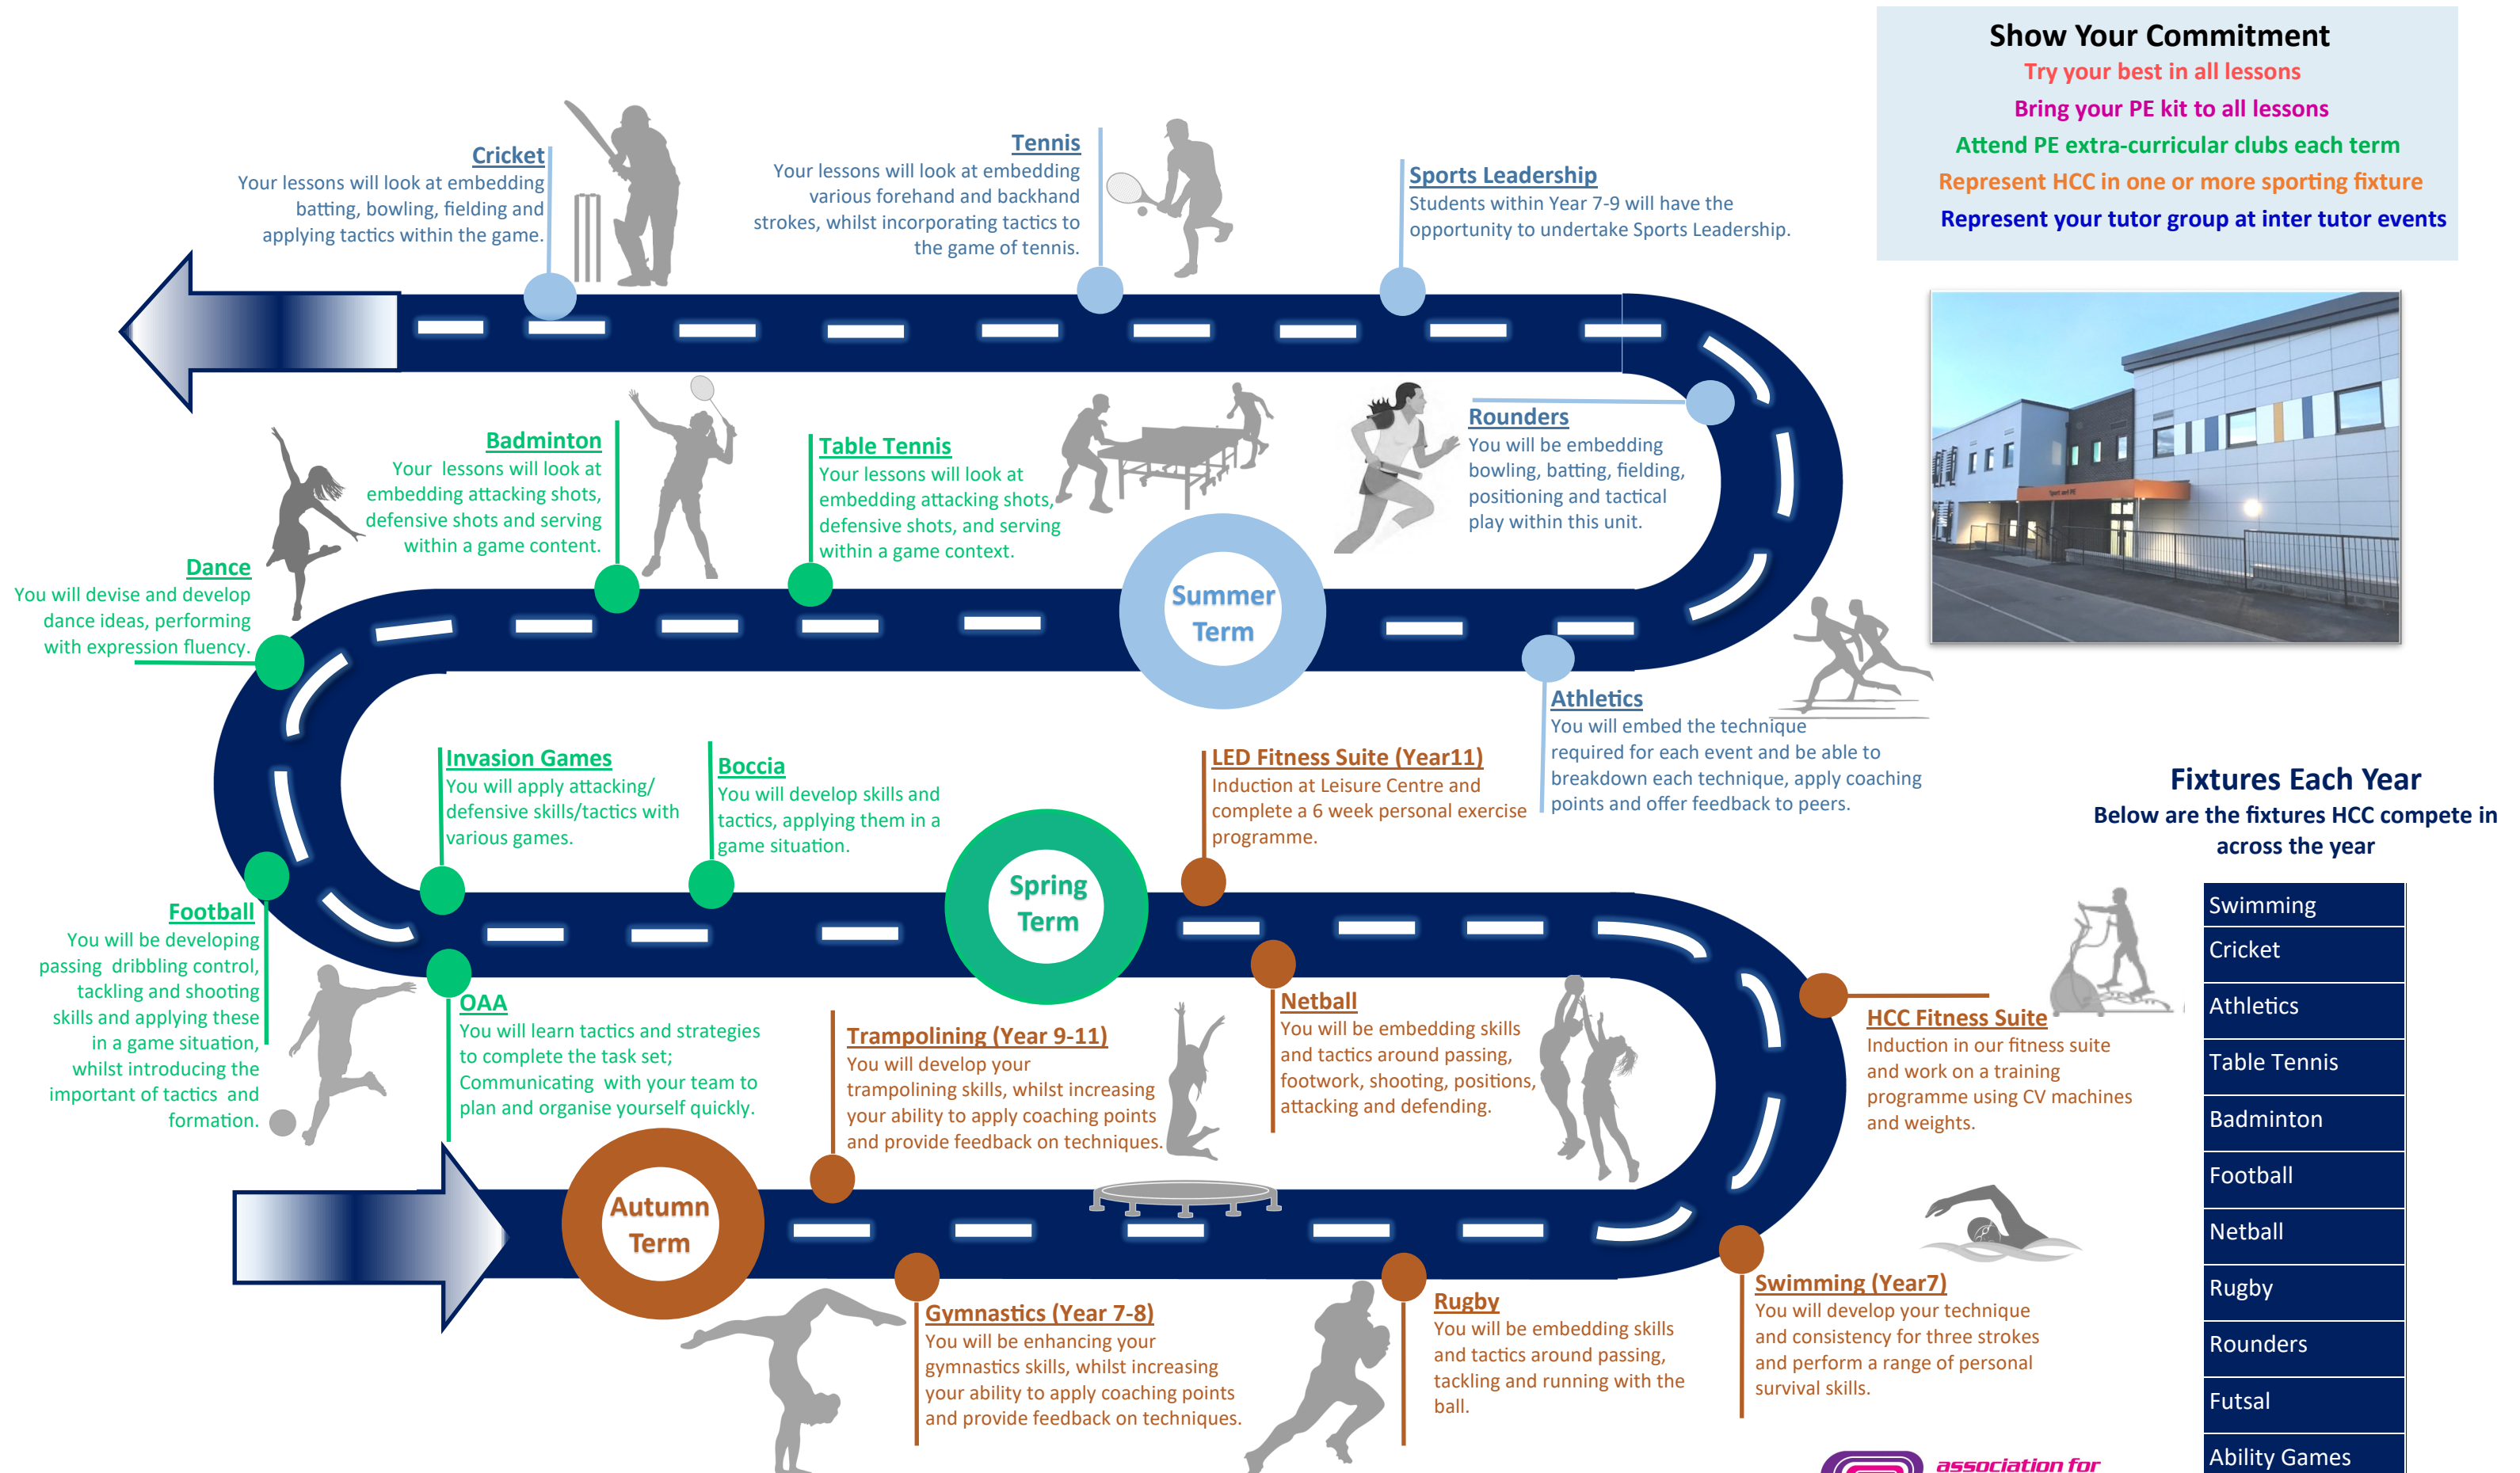 Show Your Commitment
Try your best in all lessons
Bring your PE kit to all lessons
Attend PE extra-curricular clubs each term
Represent HCC in one or more sporting fixture
Represent your tutor group at inter tutor events
Cricket
Your lessons will look at embedding
batting, bowling, fielding and
applying tactics within the game.
Tennis
Your lessons will look at embedding
various forehand and backhand
strokes, whilst incorporating tactics to
the game of tennis.
Sports Leadership
Students within Year 7-9 will have the
opportunity to undertake Sports Leadership.
Badminton
Your lessons will look at
embedding attacking shots,
defensive shots and serving
within a game content.
Table Tennis
Your lessons will look at
embedding attacking shots,
defensive shots, and serving
within a game context.
Rounders
You will be embedding
bowling, batting, fielding,
positioning and tactical
play within this unit.
Sport and PE
Dance
You will devise and develop
dance ideas, performing
with expression fluency.
Summer
Term
Athletics
You will embed the technique
required for each event and be able to
breakdown each technique, apply coaching
points and offer feedback to peers.
Invasion Games
You will apply attacking/
defensive skills/tactics with
various games.
Boccia
You will develop skills and
tactics, applying them in a
game situation.
LED Fitness Suite (Year11)
Induction at Leisure Centre and
complete a 6 week personal exercise
programme.
Spring
Term
Football
You will be developing
passing dribbling control,
tackling and shooting
skills and applying these
in a game situation,
whilst introducing the
important of tactics and
formation.
OAA
You will learn tactics and strategies
to complete the task set;
Communicating with your team to
plan and organise yourself quickly.
Trampolining (Year 9-11)
You will develop your
trampolining skills, whilst increasing
your ability to apply coaching points
and provide feedback on techniques.
Netball
You will be embedding skills
and tactics around passing,
footwork, shooting, positions,
attacking and defending.
HCC Fitness Suite
Induction in our fitness suite
and work on a training
programme using CV machines
and weights.
Autumn
Term
Gymnastics (Year 7-8)
You will be enhancing your
gymnastics skills, whilst increasing
your ability to apply coaching points
and provide feedback on techniques.
Rugby
You will be embedding skills
and tactics around passing,
tackling and running with the
ball.
Swimming (Year7)
You will develop your technique
and consistency for three strokes
and perform a range of personal
survival skills.
Fixtures Each Year
Below are the fixtures HCC compete in
across the year
Swimming
Cricket
Athletics
Table Tennis
Badminton
Football
Netball
Rugby
Rounders
Futsal
Ability Games
association for